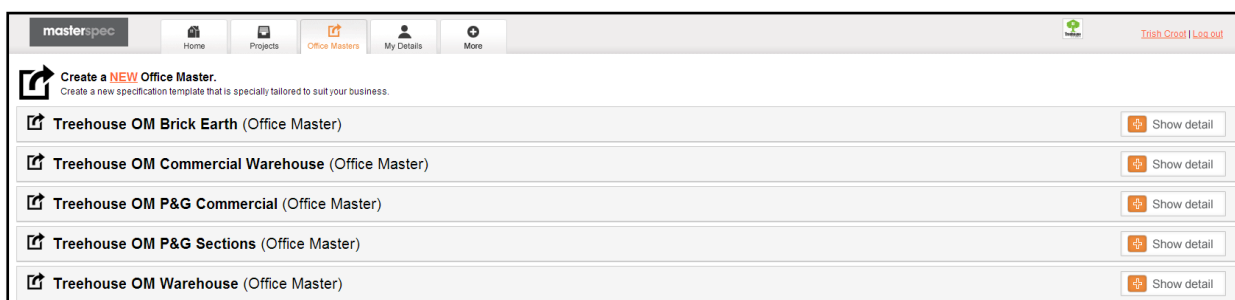 masterspec
Home
Projects
Office Masters
My Details
More
Trish Croot | Log out
Create a NEW Office Master.
Create a new specification template that is specially tailored to suit your business.
Treehouse OM Brick Earth (Office Master)
Show detail
Treehouse OM Commercial Warehouse (Office Master)
Show detail
Treehouse OM P&G Commercial (Office Master)
Show detail
Treehouse OM P&G Sections (Office Master)
Show detail
Treehouse OM Warehouse (Office Master)
Show detail